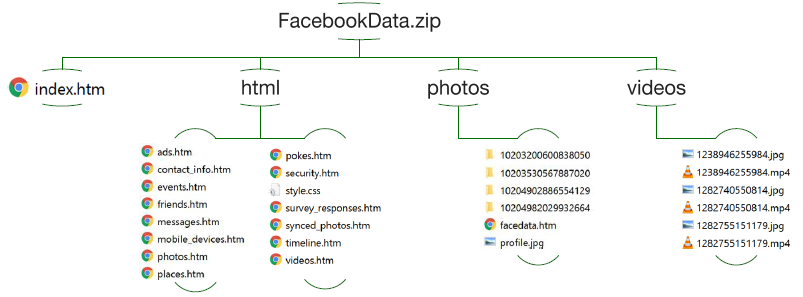 FacebookData.zip
index.htm
html
photos
videos
ads.htm
contact_info.htm
events.htm
friends.htm
messages.htm
mobile_devices.htm
photos.htm
places.htm
pokes.htm
security.htm
style.css
survey_responses.htm
synced_photos.htm
timeline.htm
videos.htm
10203200600838050
10203530567887020
10204902886554129
10204982029932664
facedata.htm
profile.jpg
1238946255984.jpg
1238946255984.mp4
1282740550814.jpg
1282740550814.mp4
1282755151179.jpg
1282755151179.mp4